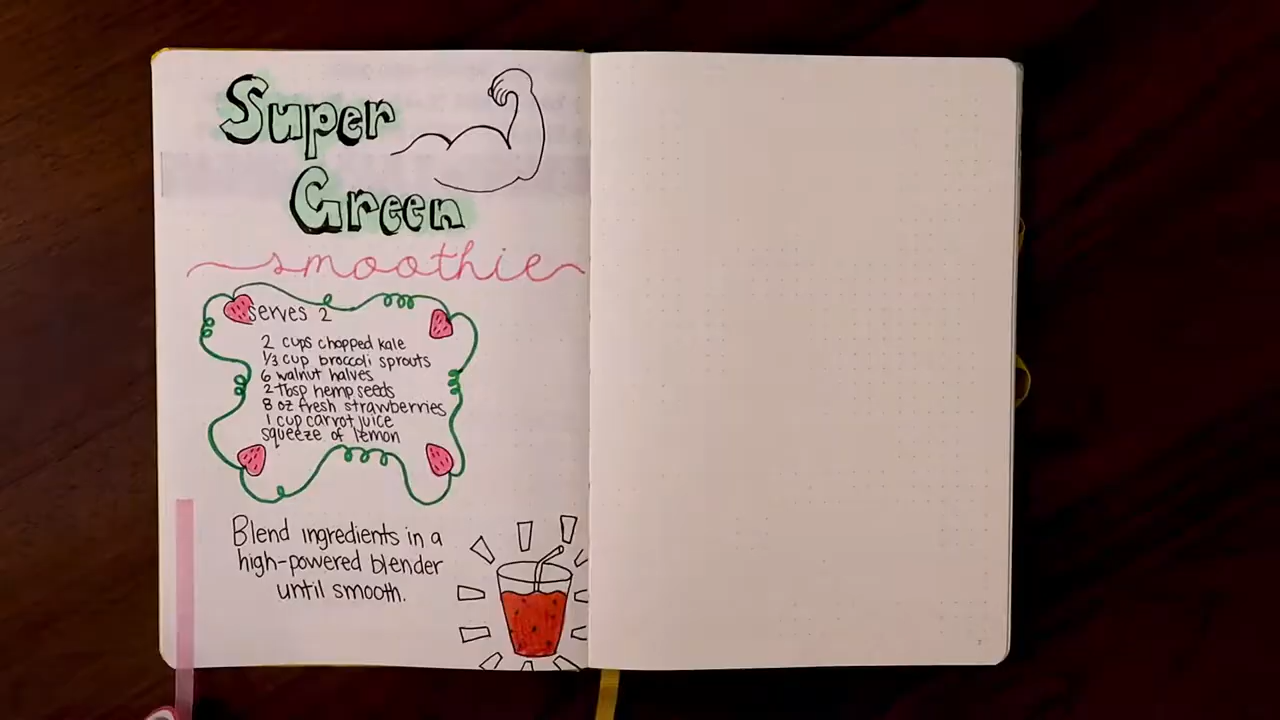 Super
Green
smoothie
serves 2
2 cups chopped kale
1/3 cup broccoli sprouts
6 walnut halves
2 tbsp hemp seeds
8 oz fresh strawberries
1 cup carrot juice
squeeze of lemon
Blend ingredients in a
high-powered blender
until smooth.